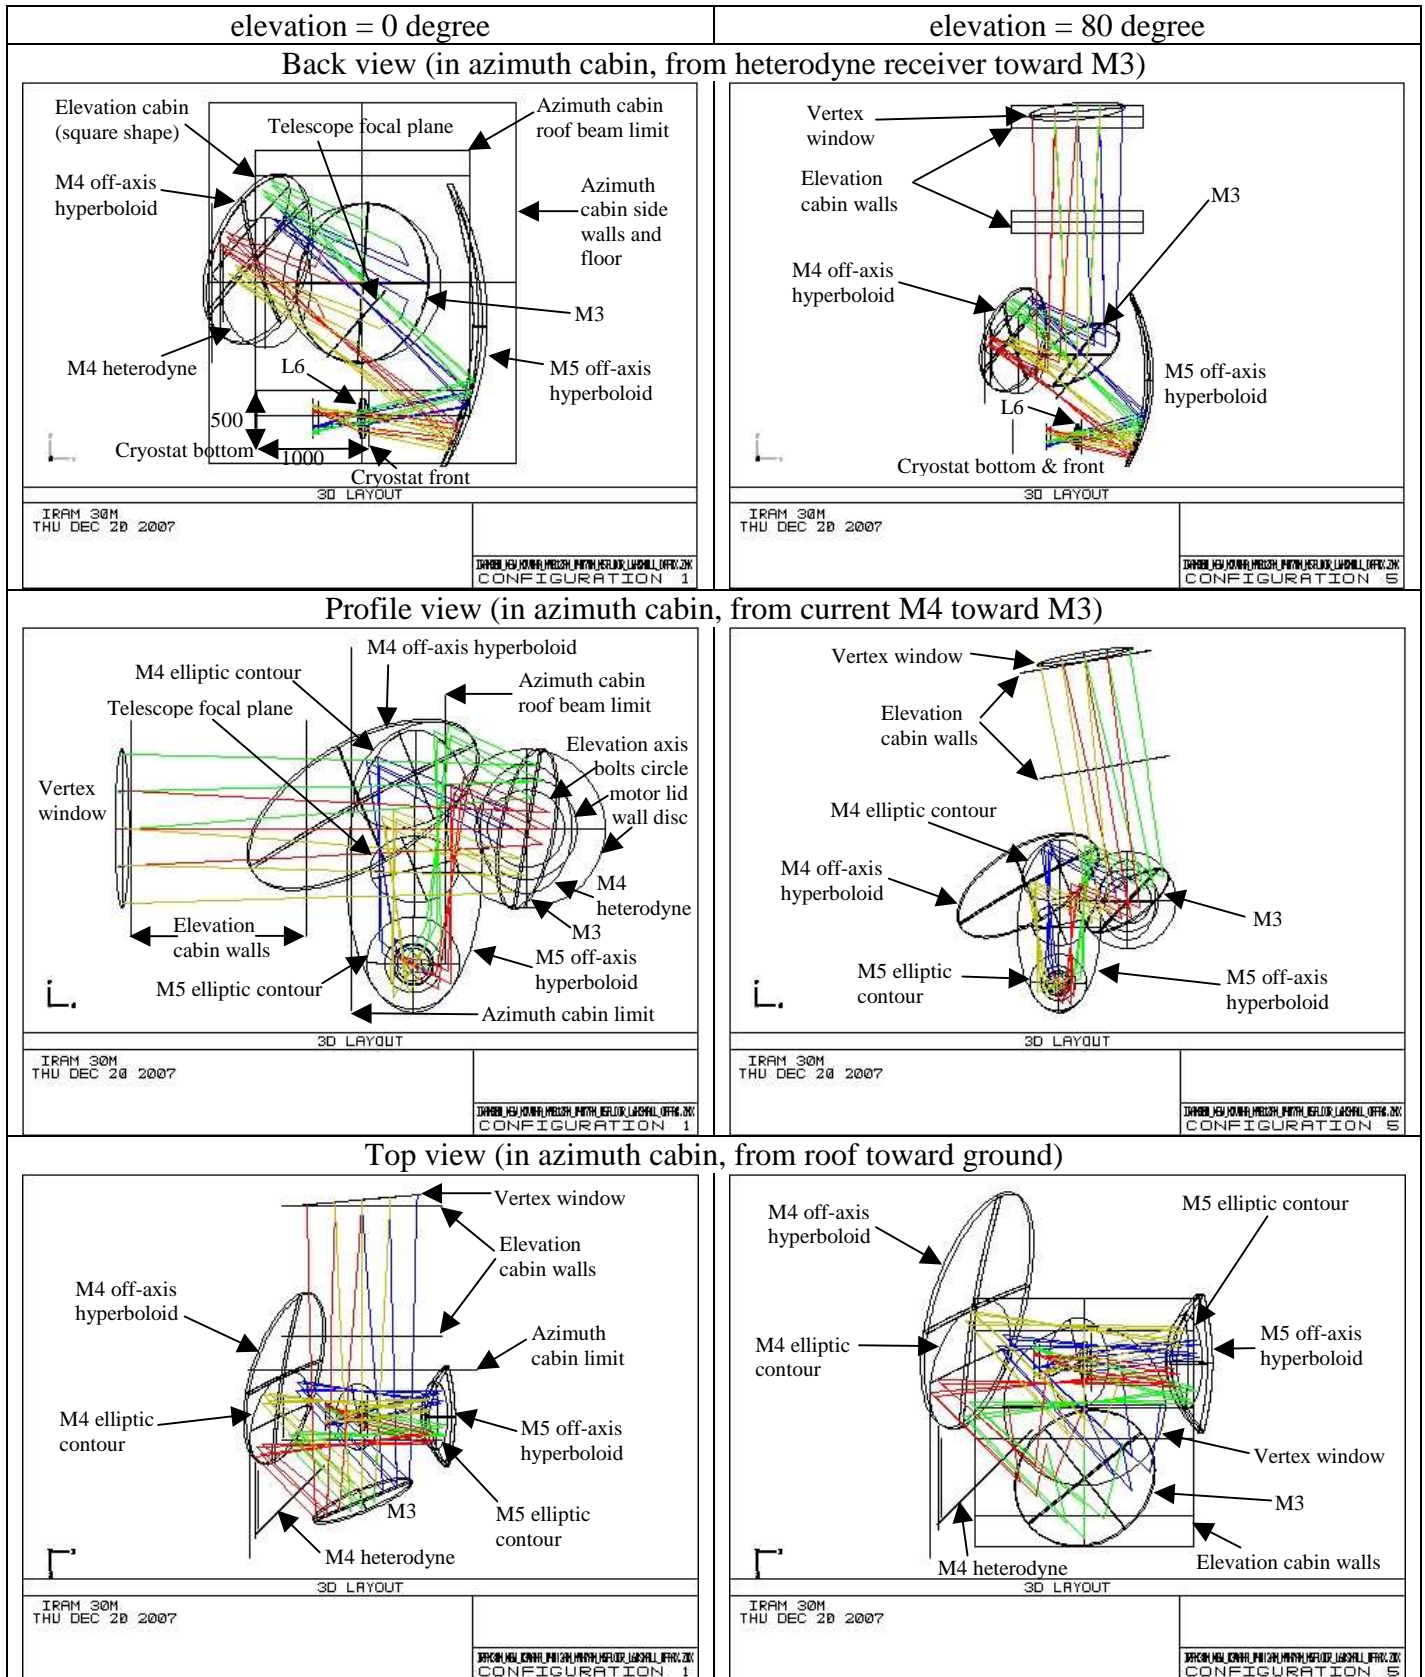 elevation = 0 degree
elevation = 80 degree
Back view (in azimuth cabin, from heterodyne receiver toward M3)
Elevation cabin
(square shape)
Telescope focal plane
Azimuth cabin
roof beam limit
M4 off-axis
hyperboloid
Azimuth
cabin side
walls and
floor
M3
M4 heterodyne
L6
M5 off-axis
hyperboloid
500
Cryostat bottom
1000
Cryostat front
3D LAYOUT
IRAM 30M
THU DEC 20 2007
CONFIGURATION 1
Vertex
window
Elevation
cabin walls
M3
M4 off-axis
hyperboloid
M5 off-axis
hyperboloid
L6
Cryostat bottom & front
3D LAYOUT
IRAM 30M
THU DEC 20 2007
CONFIGURATION 5
Profile view (in azimuth cabin, from current M4 toward M3)
M4 off-axis hyperboloid
M4 elliptic contour
Azimuth cabin
roof beam limit
Telescope focal plane
Elevation axis
bolts circle
motor lid
wall disc
Vertex
window
M4
heterodyne
M3
Elevation
cabin walls
M5 off-axis
hyperboloid
M5 elliptic contour
Azimuth cabin limit
3D LAYOUT
IRAM 30M
THU DEC 20 2007
CONFIGURATION 1
Vertex window
Elevation
cabin walls
M4 elliptic contour
M4 off-axis
hyperboloid
M3
M5 elliptic
contour
M5 off-axis
hyperboloid
3D LAYOUT
IRAM 30M
THU DEC 20 2007
CONFIGURATION 5
Top view (in azimuth cabin, from roof toward ground)
Vertex window
Elevation
cabin walls
M4 off-axis
hyperboloid
Azimuth
cabin limit
M4 elliptic
contour
M5 off-axis
hyperboloid
M3
M5 elliptic
contour
M4 heterodyne
3D LAYOUT
IRAM 30M
THU DEC 20 2007
CONFIGURATION 1
M4 off-axis
hyperboloid
M5 elliptic contour
M4 elliptic
contour
M5 off-axis
hyperboloid
Vertex window
M3
M4 heterodyne
Elevation cabin walls
3D LAYOUT
IRAM 30M
THU DEC 20 2007
CONFIGURATION 5